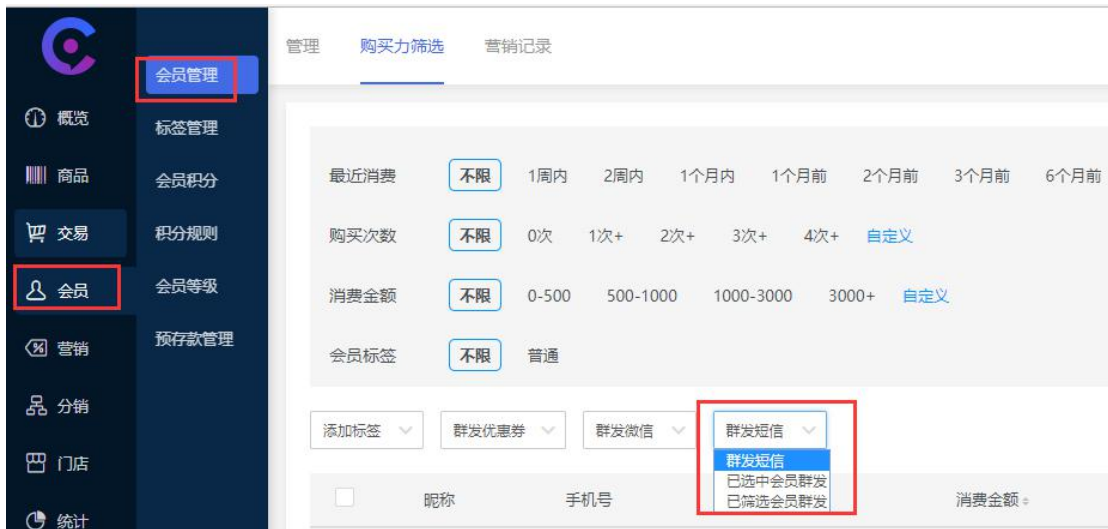 管理 购买力筛选 营销记录
会员管理
概览 标签管理
商品 会员积分 最近消费 不限 1周内 2周内 1个月内 1个月前 2个月前 3个月前 6个月前
交易 积分规则 购买次数 不限 0次 1次+ 2次+ 3次+ 4次+ 自定义
会员 会员等级 消费金额 不限 0-500 500-1000 1000-3000 3000+ 自定义
营销 预存款管理 会员标签 不限 普通
分销 添加标签 群发优惠券 群发微信 群发短信
门店 群发短信
已选中会员群发
统计 昵称 手机号 已筛选会员群发 消费金额